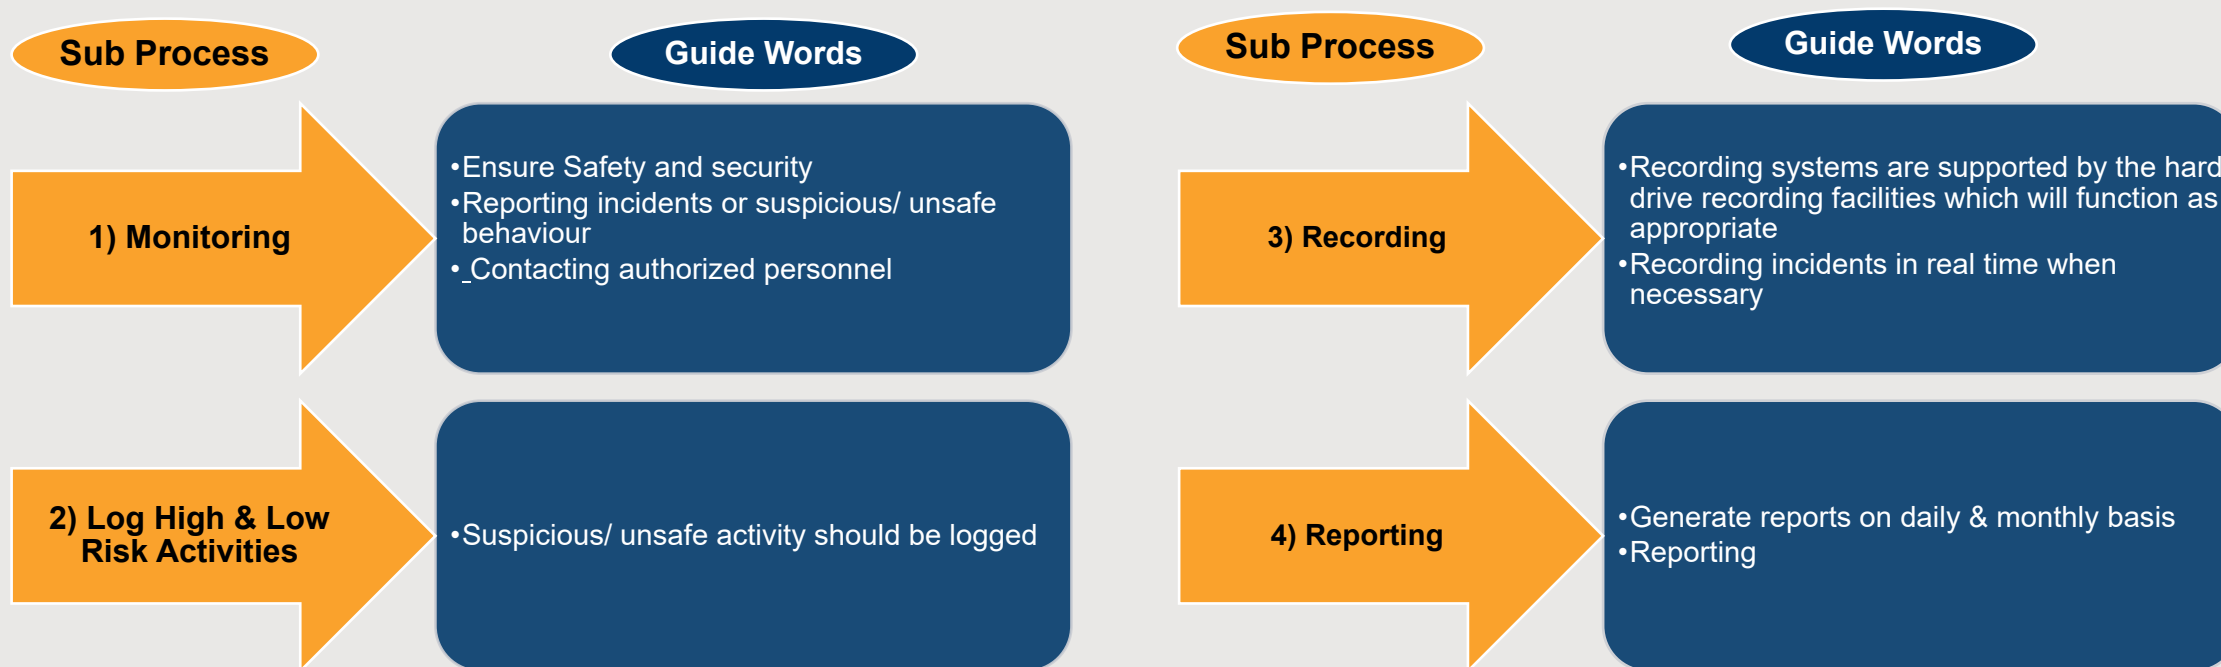 Sub Process
Guide Words
1) Monitoring
•Ensure Safety and security
•Reporting incidents or suspicious/ unsafe
behaviour
• Contacting authorized personnel
2) Log High & Low
Risk Activities
•Suspicious/ unsafe activity should be logged
Sub Process
Guide Words
3) Recording
•Recording systems are supported by the hard
drive recording facilities which will function as
appropriate
•Recording incidents in real time when
necessary
4) Reporting
•Generate reports on daily & monthly basis
•Reporting